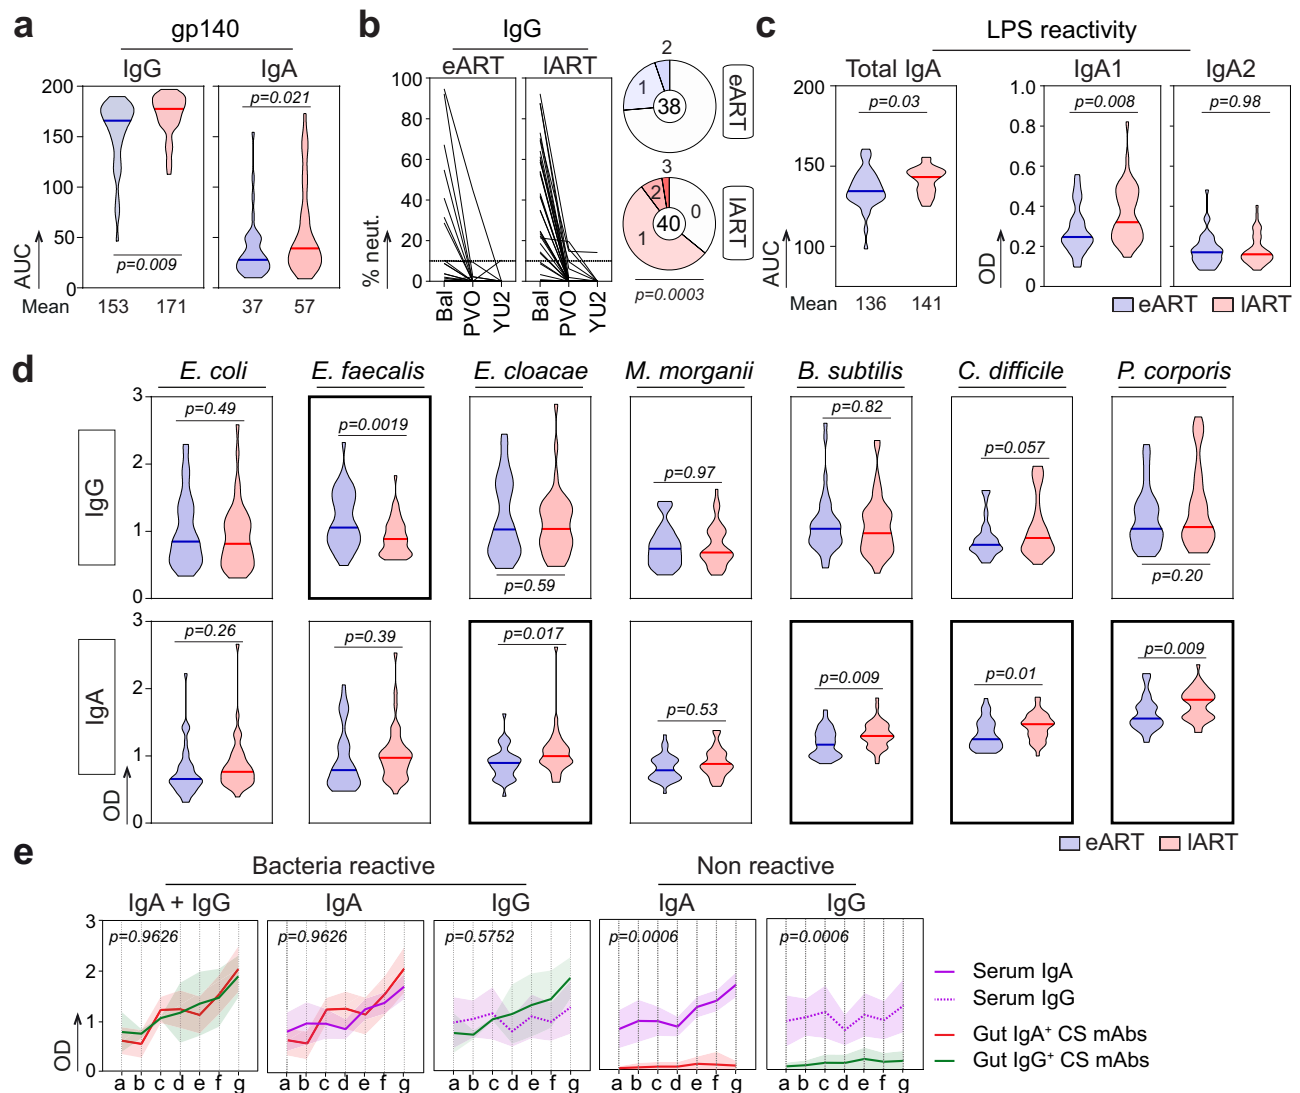 a
gp140
IgG
IgA
200
150
200
50
0
AUC
p=0.009
p=0.021
Mean
153
171
37
57
b
IgG
eART
lART
100
80
60
40
20
0
% neut.
Bal
PVO
YU2
Bal
PVO
YU2
2
1
38
eART
3
2
0
1
40
lART
p=0.0003
c
LPS reactivity
Total IgA
IgA1
IgA2
200
150
100
AUC
p=0.03
Mean
136
141
1.0
0.8
0.6
0.4
0.2
0
OD
p=0.008
p=0.98
eART
lART
d
E. coli
E. faecalis
E. cloacae
M. morganii
B. subtilis
C. difficile
P. corporis
IgG
3
2
1
0
p=0.49
p=0.0019
p=0.59
p=0.97
p=0.82
p=0.057
p=0.20
IgA
3
2
1
0
OD
p=0.26
p=0.39
p=0.017
p=0.53
p=0.009
p=0.01
p=0.009
eART
lART
e
Bacteria reactive
Non reactive
IgA + IgG
IgA
IgG
IgA
IgG
3
2
1
0
OD
p=0.9626
p=0.9626
p=0.5752
p=0.0006
p=0.0006
a b c d e f g
a b c d e f g
a b c d e f g
a b c d e f g
a b c d e f g
Serum IgA
Serum IgG
Gut IgA+ CS mAbs
Gut IgG+ CS mAbs